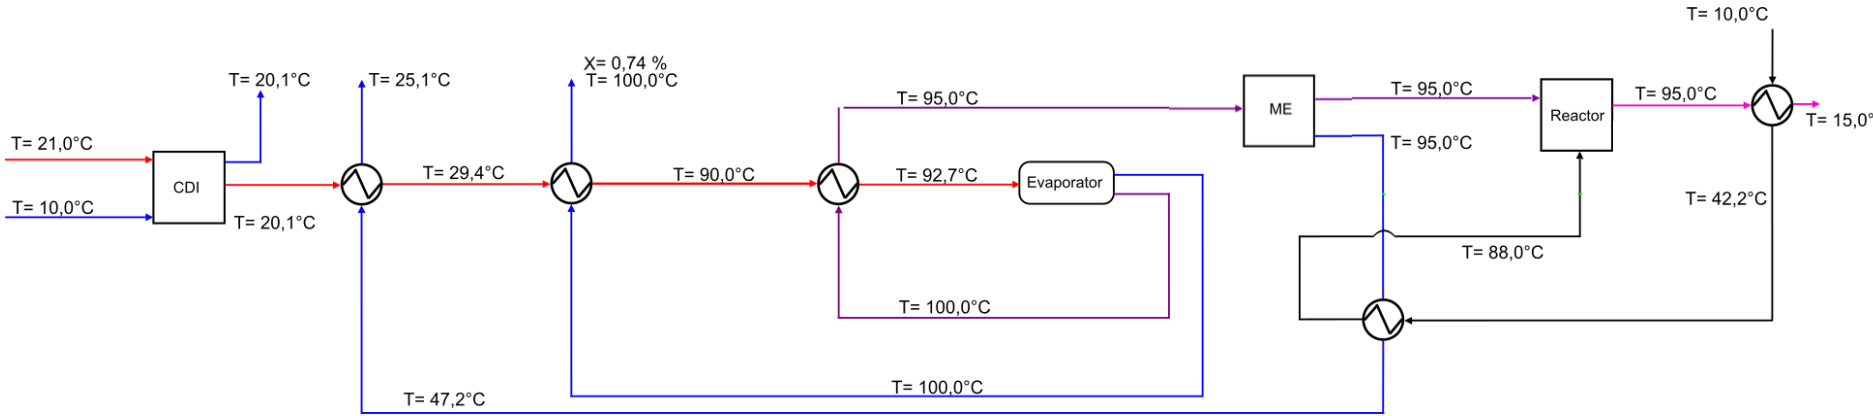 T= 10,0°C
X= 0,74 %
T= 20,1°C
T= 25,1°C
T= 100,0°C
T= 95,0°C
ME
T= 95,0°C
Reactor
T= 95,0°C
T= 15,0°
T= 21,0°C
T= 95,0°C
CDI
T= 29,4°C
T= 90,0°C
T= 92,7°C
Evaporator
T= 10,0°C
T= 20,1°C
T= 42,2°C
T= 88,0°C
T= 100,0°C
T= 100,0°C
T= 47,2°C